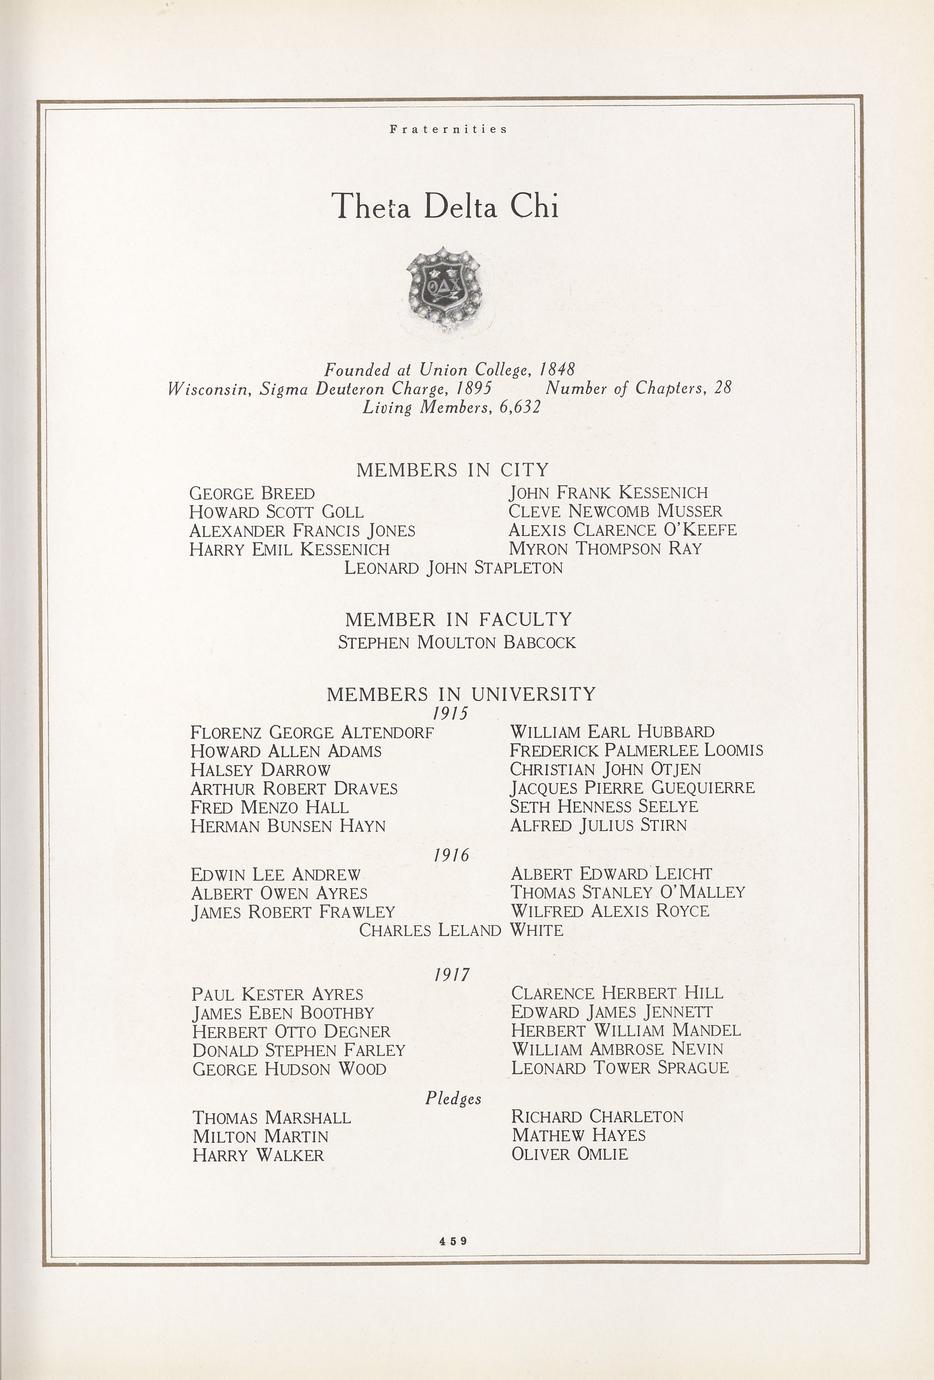 Fraternities
Theta Delta Chi
ΘΔΧ
Founded at Union College, 1848
Wisconsin, Sigma Deuteron Charge, 1895 Number of Chapters, 28
Living Members, 6,632
MEMBERS IN CITY
GEORGE BREED JOHN FRANK KESSENICH
HOWARD SCOTT GOLL CLEVE NEWCOMB MUSSER
ALEXANDER FRANCIS JONES ALEXIS CLARENCE O'KEEFE
HARRY EMIL KESSENICH MYRON THOMPSON RAY
LEONARD JOHN STAPLETON
MEMBER IN FACULTY
STEPHEN MOULTON BABCOCK
MEMBERS IN UNIVERSITY
1915
FLORENZ GEORGE ALTENDORF WILLIAM EARL HUBBARD
HOWARD ALLEN ADAMS FREDERICK PALMERLEE LOOMIS
HALSEY DARROW CHRISTIAN JOHN OTJEN
ARTHUR ROBERT DRAVES JACQUES PIERRE GUEQUIERRE
FRED MENZO HALL SETH HENNESS SEELYE
HERMAN BUNSEN HAYN ALFRED JULIUS STIRN
1916
EDWIN LEE ANDREW ALBERT EDWARD LEICHT
ALBERT OWEN AYRES THOMAS STANLEY O'MALLEY
JAMES ROBERT FRAWLEY WILFRED ALEXIS ROYCE
CHARLES LELAND WHITE
1917
PAUL KESTER AYRES CLARENCE HERBERT HILL
JAMES EBEN BOOTHBY EDWARD JAMES JENNETT
HERBERT OTTO DEGNER HERBERT WILLIAM MANDEL
DONALD STEPHEN FARLEY WILLIAM AMBROSE NEVIN
GEORGE HUDSON WOOD LEONARD TOWER SPRAGUE
Pledges
THOMAS MARSHALL RICHARD CHARLETON
MILTON MARTIN MATHEW HAYES
HARRY WALKER OLIVER OMLIE
459